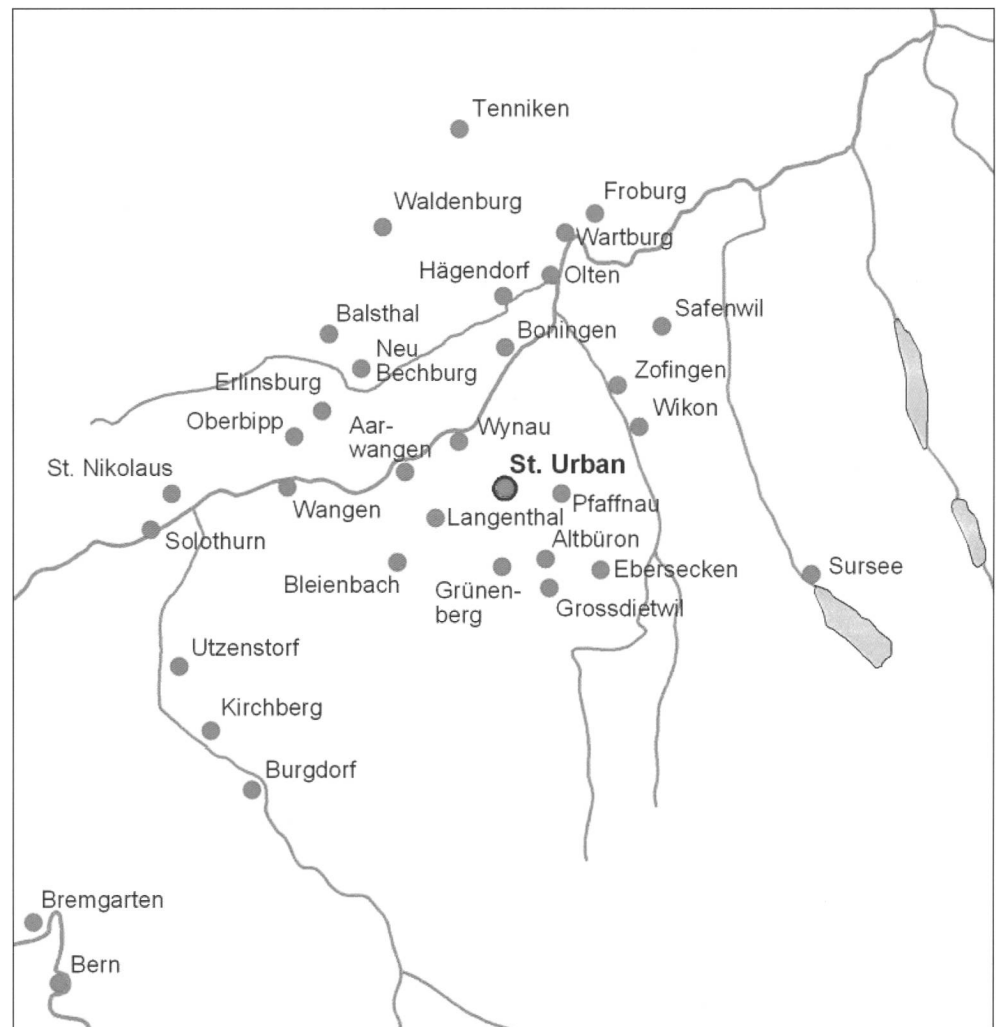 Tenniken
Waldenburg
Froburg
Wartburg
Hägendorf
Olten
Balsthal
Safenwil
Boningen
Neu
Bechburg
Erlinsburg
Zofingen
Oberbipp
Aar-
wangen
Wynau
Wikon
St. Nikolaus
St. Urban
Wangen
Pfaffnau
Langenthal
Solothurn
Altbüron
Bleienbach
Grünen-
berg
Ebersecken
Sursee
Grossdietwil
Utzenstorf
Kirchberg
Burgdorf
Bremgarten
Bern